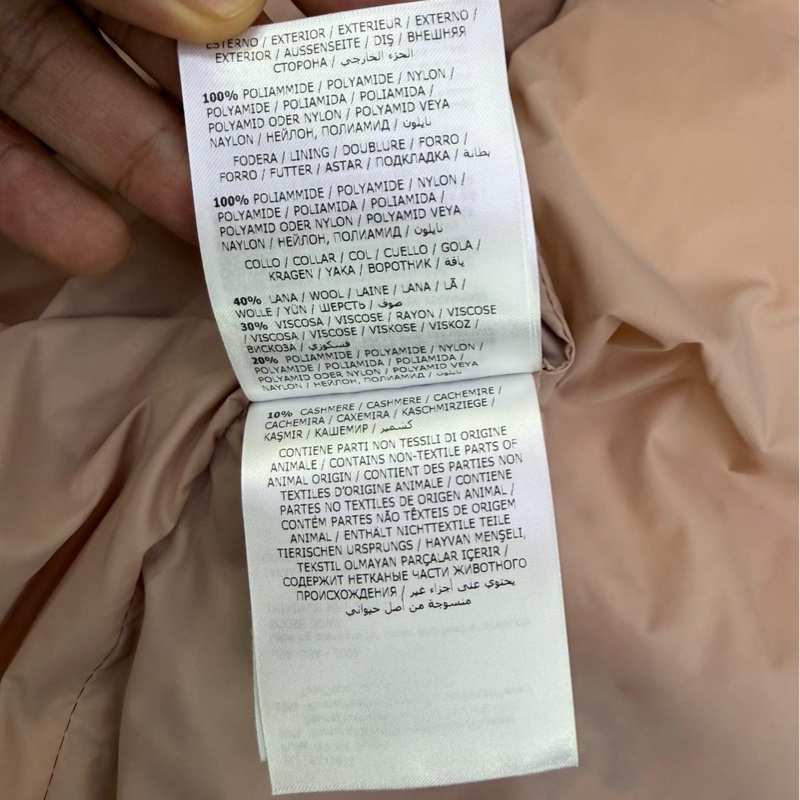 ESTERNO / EXTERIOR / EXTERIEUR / EXTERNO /
EXTERIOR / AUSSENSEITE / DIŞ / ВНЕШНЯЯ
СТОРОНА / الجزء الخارجي
100% POLIAMMIDE / POLYAMIDE / NYLON /
POLYAMIDE / POLIAMIDA / POLIAMIDA /
POLYAMID ODER NYLON / POLYAMID VEYA
NAYLON / НЕЙЛОН, ПОЛИАМИД / نايلون
FODERA / LINING / DOUBLURE / FORRO /
FORRO / FUTTER / ASTAR / ПОДКЛАДКА / بطانة
100% POLIAMMIDE / POLYAMIDE / NYLON /
POLYAMIDE / POLIAMIDA / POLIAMIDA /
POLYAMID ODER NYLON / POLYAMID VEYA
NAYLON / НЕЙЛОН, ПОЛИАМИД / نايلون
COLLO / COLLAR / COL / CUELLO / GOLA /
KRAGEN / YAKA / ВОРОТНИК / ياقة
40% LANA / WOOL / LAINE / LANA / LÃ /
WOLLE / YÜN / ШЕРСТЬ / صوف
30% VISCOSA / VISCOSE / RAYON / VISCOSE
/ VISCOSA / VISCOSE / VISKOSE / VISKOZ /
ВИСКОЗА / فسكوزي
20% POLIAMMIDE / POLYAMIDE / NYLON /
POLYAMIDE / POLIAMIDA / POLIAMIDA /
POLYAMID ODER NYLON / POLYAMID VEYA
NAYLON / НЕЙЛОН, ПОЛИАМИД / نايلون
10% CASHMERE / CASHMERE / CACHEMIRE /
CACHEMIRA / CAXEMIRA / KASCHMIRZIEGE /
KAŞMIR / КАШЕМИР / كشمير
CONTIENE PARTI NON TESSILI DI ORIGINE
ANIMALE / CONTAINS NON-TEXTILE PARTS OF
ANIMAL ORIGIN / CONTIENT DES PARTIES NON
TEXTILES D'ORIGINE ANIMALE / CONTIENE
PARTES NO TEXTILES DE ORIGEN ANIMAL /
CONTÉM PARTES NÃO TÊXTEIS DE ORIGEM
ANIMAL / ENTHÄLT NICHTTEXTILE TEILE
TIERISCHEN URSPRUNGS / HAYVAN MENŞELİ,
TEKSTIL OLMAYAN PARÇALAR IÇERIR /
СОДЕРЖИТ НЕТКАНЫЕ ЧАСТИ ЖИВОТНОГО
ПРОИСХОЖДЕНИЯ / يحتوي على أجزاء غير
منسوجة من أصل حيواني